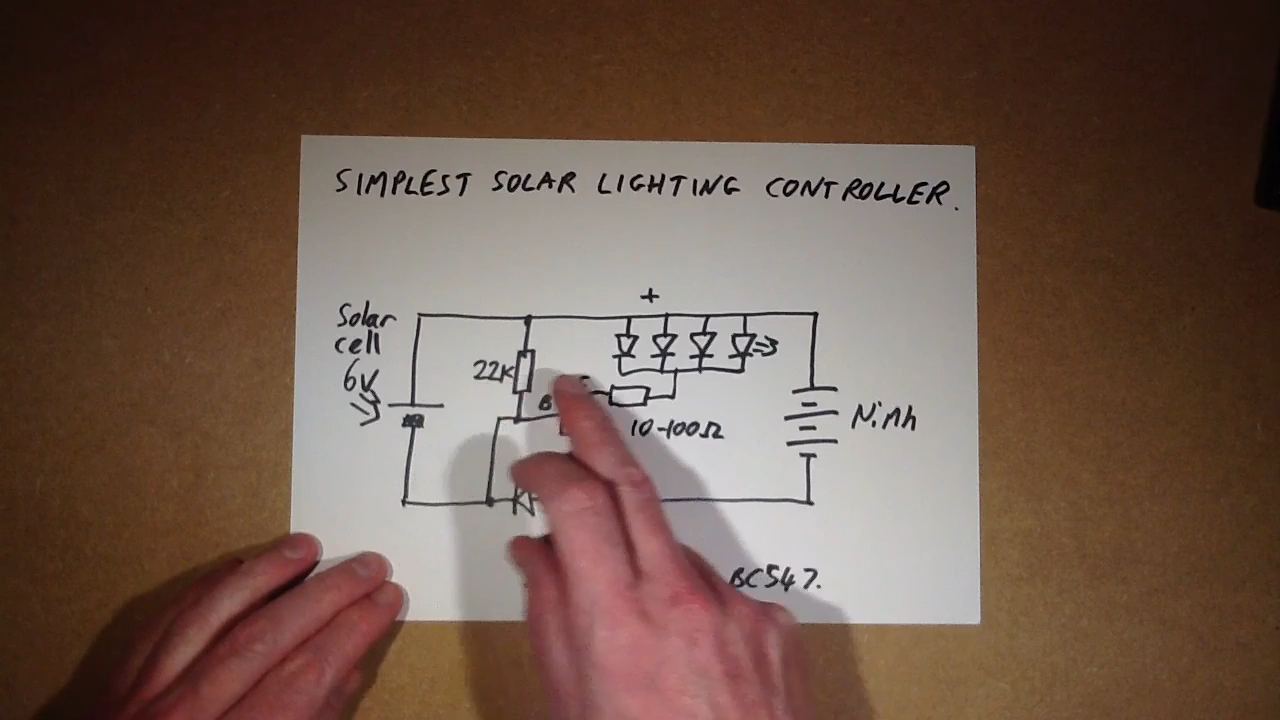 SIMPLEST SOLAR LIGHTING CONTROLLER.
+
Solar
cell
6V
22K
B
10-100Ω
NiMh
BC547.